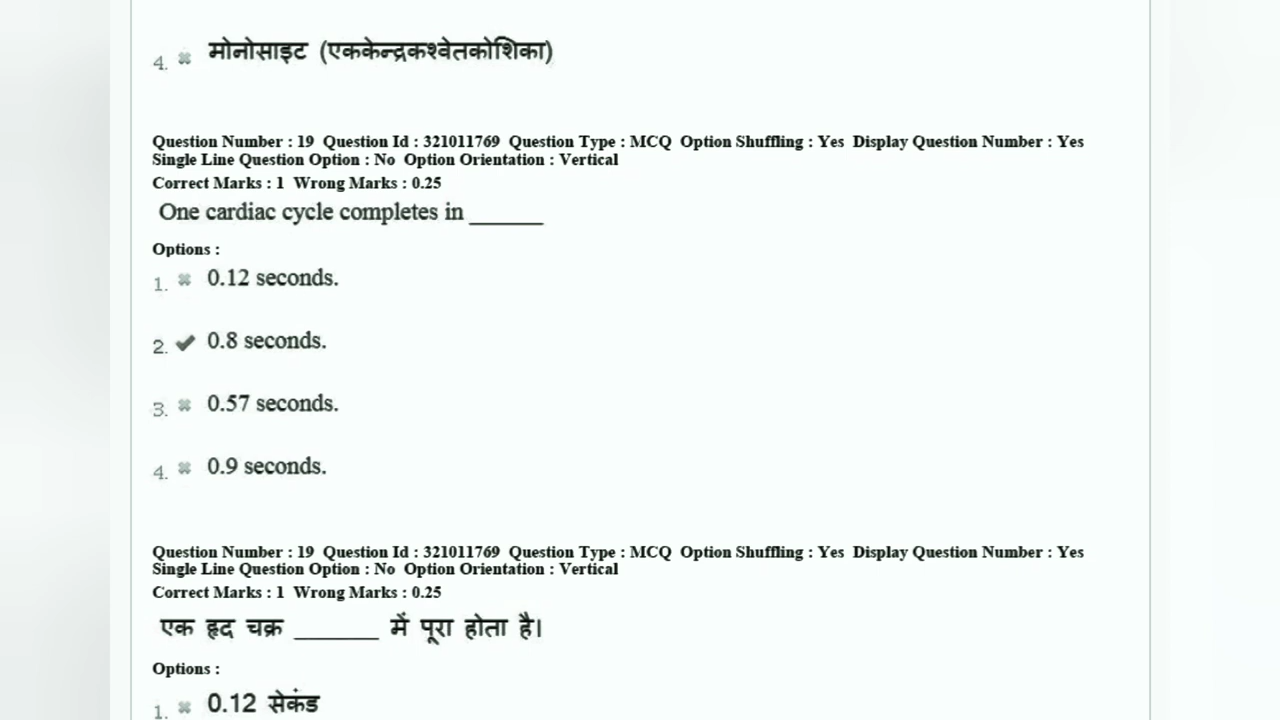 4. मोनोसाइट (एककेन्द्रकश्वेतकोशिका)
Question Number : 19 Question Id : 321011769 Question Type : MCQ Option Shuffling : Yes Display Question Number : Yes
Single Line Question Option : No Option Orientation : Vertical
Correct Marks : 1 Wrong Marks : 0.25
One cardiac cycle completes in ______
Options :
1. 0.12 seconds.
2. 0.8 seconds.
3. 0.57 seconds.
4. 0.9 seconds.
Question Number : 19 Question Id : 321011769 Question Type : MCQ Option Shuffling : Yes Display Question Number : Yes
Single Line Question Option : No Option Orientation : Vertical
Correct Marks : 1 Wrong Marks : 0.25
एक हृद चक्र ______ में पूरा होता है।
Options :
1. 0.12 सेकंड